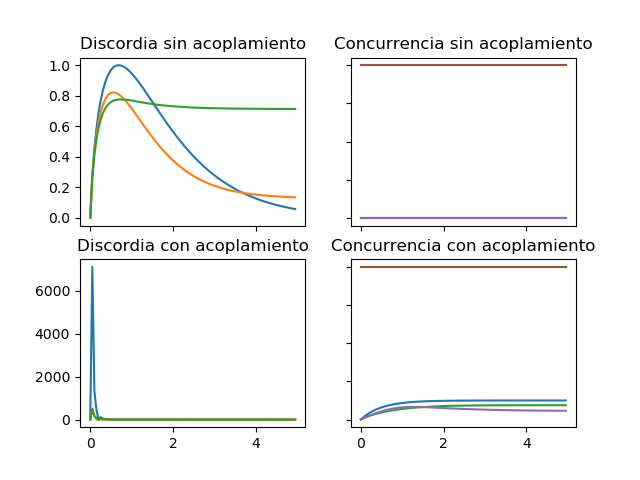 Discordia sin acoplamiento
Concurrencia sin acoplamiento
1.0
0.8
0.6
0.4
0.2
0.0
Discordia con acoplamiento
Concurrencia con acoplamiento
6000
4000
2000
0
0 2 4
0 2 4